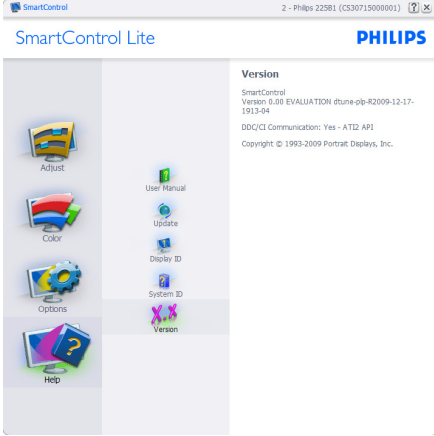 SmartControl
2 - Philips 225B1 (CS30715000001)
SmartControl Lite
PHILIPS
Adjust
Color
Options
Help
User Manual
Update
Display ID
System ID
X.X
Version
Version
SmartControl
Version 0.00 EVALUATION dtune-plp-R2009-12-17-
1913-04
DDC/CI Communication: Yes - ATI2 API
Copyright © 1993-2009 Portrait Displays, Inc.